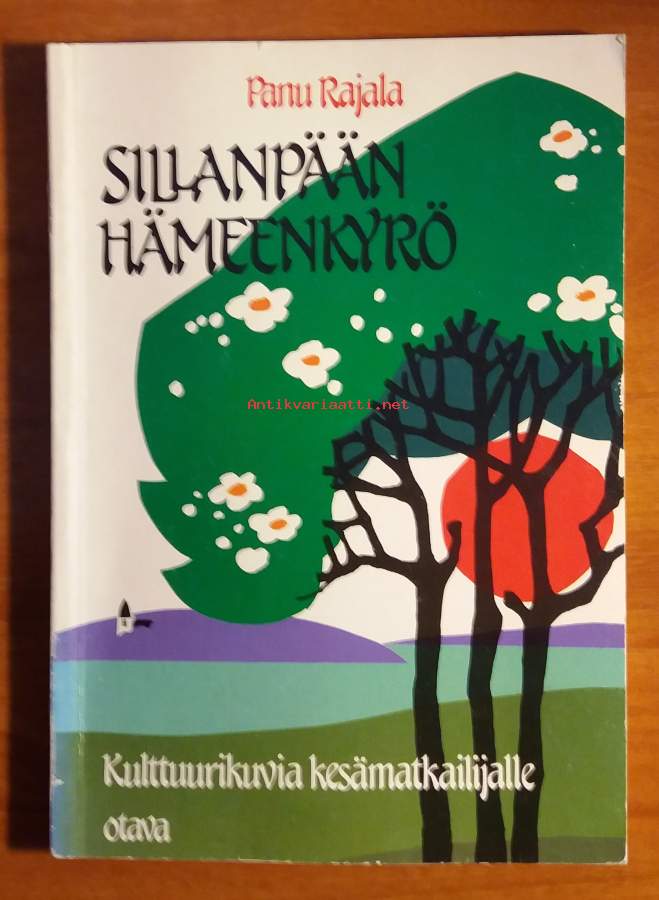 Panu Rajala
SILLANPÄÄN
HÄMEENKYRÖ
Antikvariaatti.net
Kulttuurikuvia kesämatkailijalle
otava